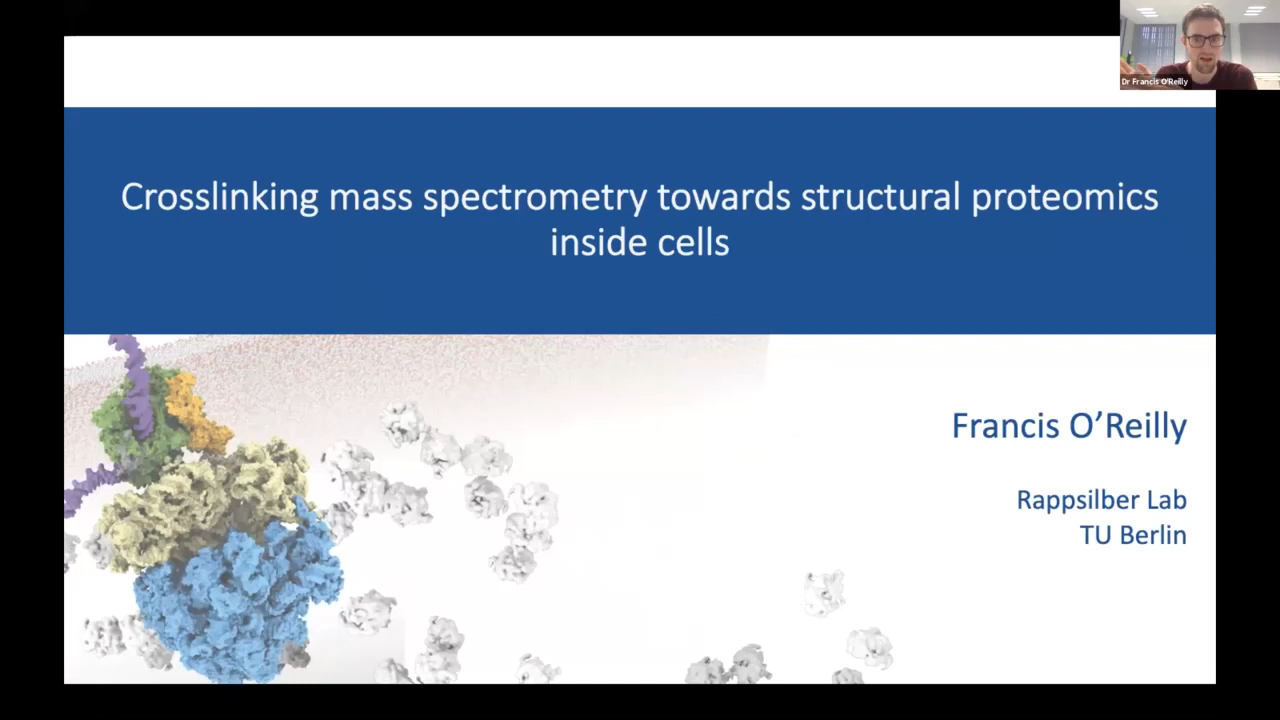 Dr Francis O'Reilly
Crosslinking mass spectrometry towards structural proteomics
inside cells
Francis O’Reilly
Rappsilber Lab
TU Berlin